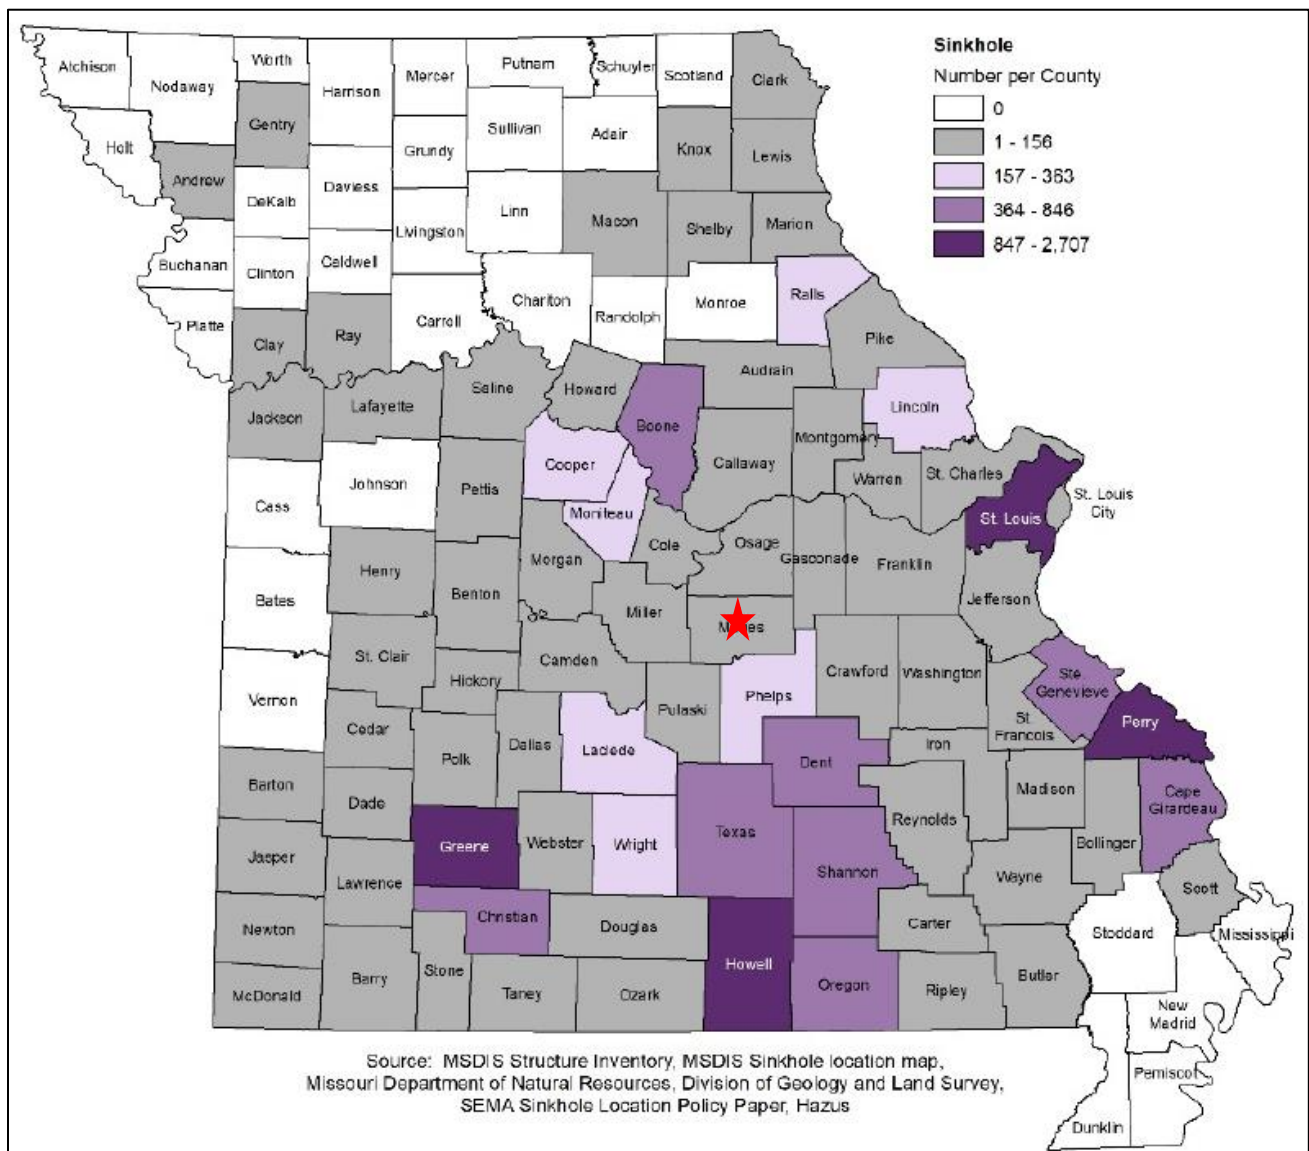 Sinkhole
Number per County
0
1 - 156
157 - 363
364 - 846
847 - 2,707
Atchison
Nodaway
Worth
Harrison
Mercer
Putnam
Schuyler
Scotland
Clark
Gentry
Holt
Andrew
DeKalb
Daviess
Grundy
Sullivan
Adair
Knox
Lewis
Livingston
Linn
Macon
Shelby
Marion
Buchanan
Clinton
Caldwell
Platte
Clay
Ray
Carroll
Chariton
Randolph
Monroe
Ralls
Pike
Audrain
Jackson
Lafayette
Saline
Howard
Boone
Callaway
Montgomery
Lincoln
Warren
St. Charles
St. Louis
St. Louis
City
Cass
Johnson
Pettis
Cooper
Moniteau
Cole
Osage
Gasconade
Franklin
Jefferson
Bates
Henry
Benton
Morgan
Miller
Vernon
St. Clair
Hickory
Camden
Pulaski
Phelps
Crawford
Washington
St.
Francois
Ste.
Genevieve
Perry
Cedar
Polk
Dallas
Laclede
Dent
Iron
Madison
Cape
Girardeau
Barton
Dade
Greene
Webster
Wright
Texas
Shannon
Reynolds
Wayne
Bollinger
Scott
Jasper
Lawrence
Christian
Douglas
Howell
Oregon
Carter
Butler
Stoddard
Mississippi
Newton
McDonald
Barry
Stone
Taney
Ozark
Ripley
New
Madrid
Pemiscot
Dunklin
Source: MSDIS Structure Inventory, MSDIS Sinkhole location map,
Missouri Department of Natural Resources, Division of Geology and Land Survey,
SEMA Sinkhole Location Policy Paper, Hazus